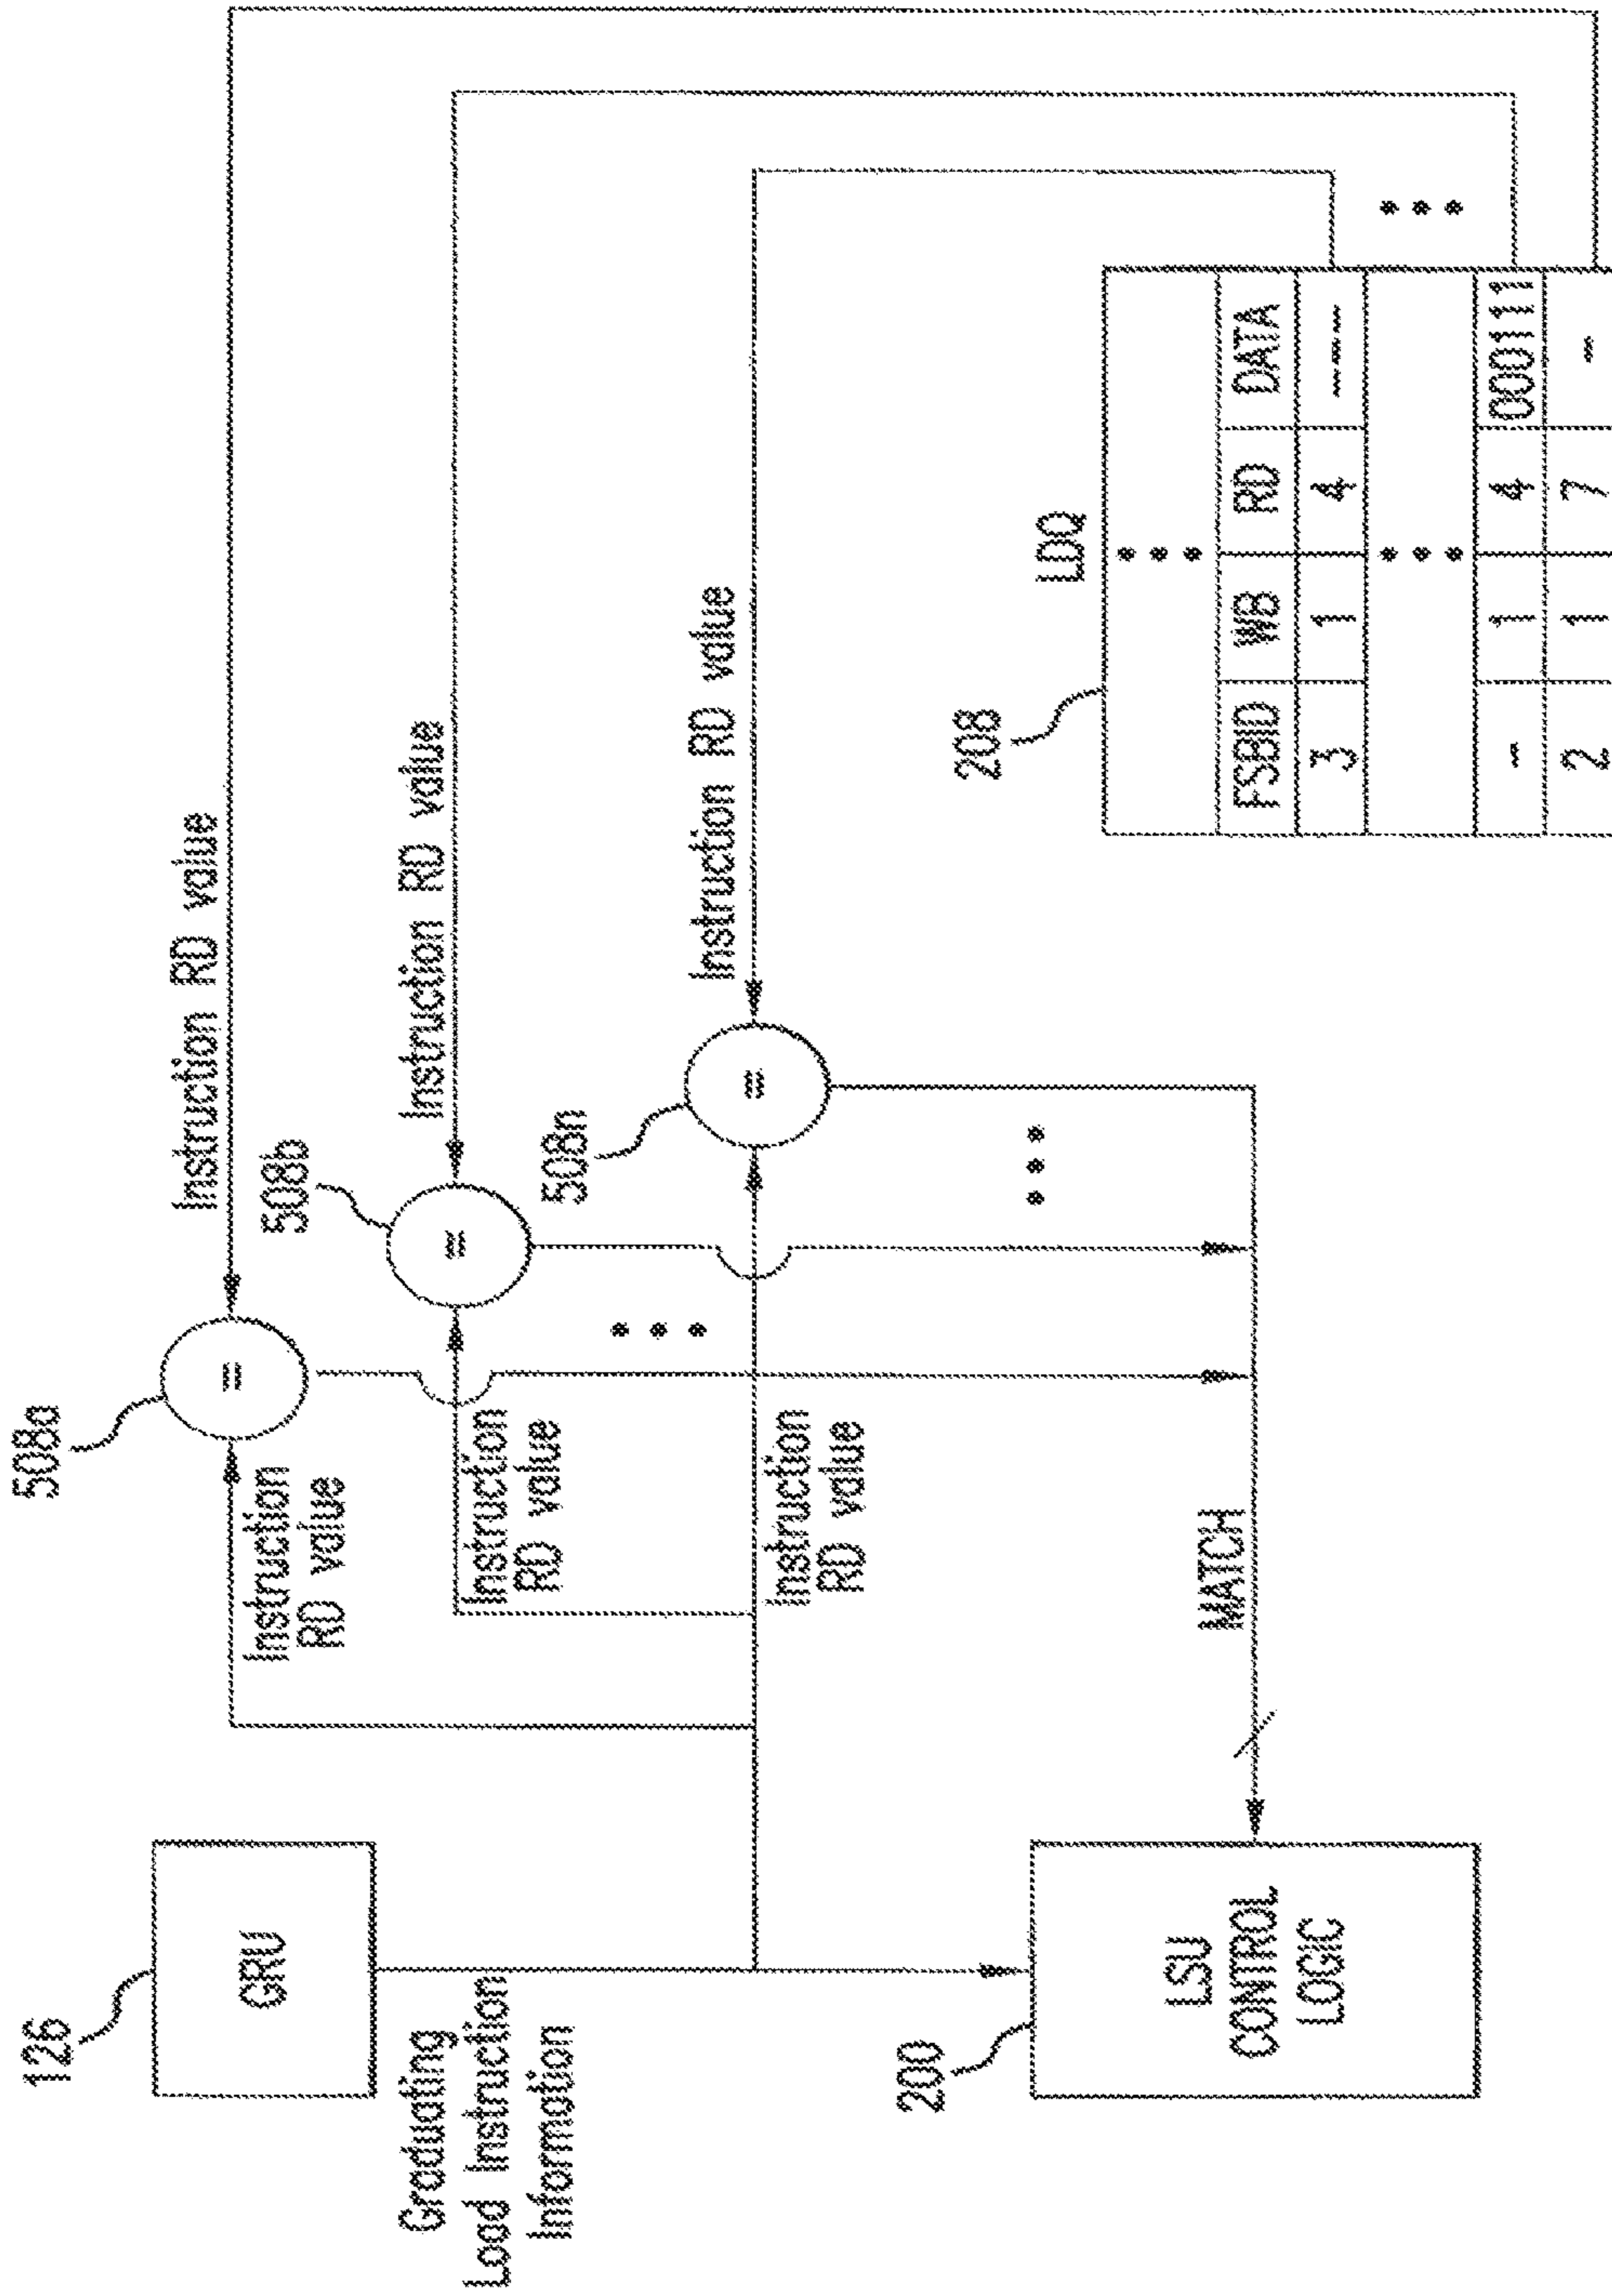 126
GRU
Graduating
Load Instruction
Information
200
LSU
CONTROL
LOGIC
508a
=
Instruction
RD value
Instruction RD value
508b
=
Instruction
RD value
Instruction RD value
508n
=
Instruction
RD value
Instruction RD value
MATCH
208
LDQ
FSBID WB RD DATA
3 1 4 ---
- 1 4 000111
2 1 7 -